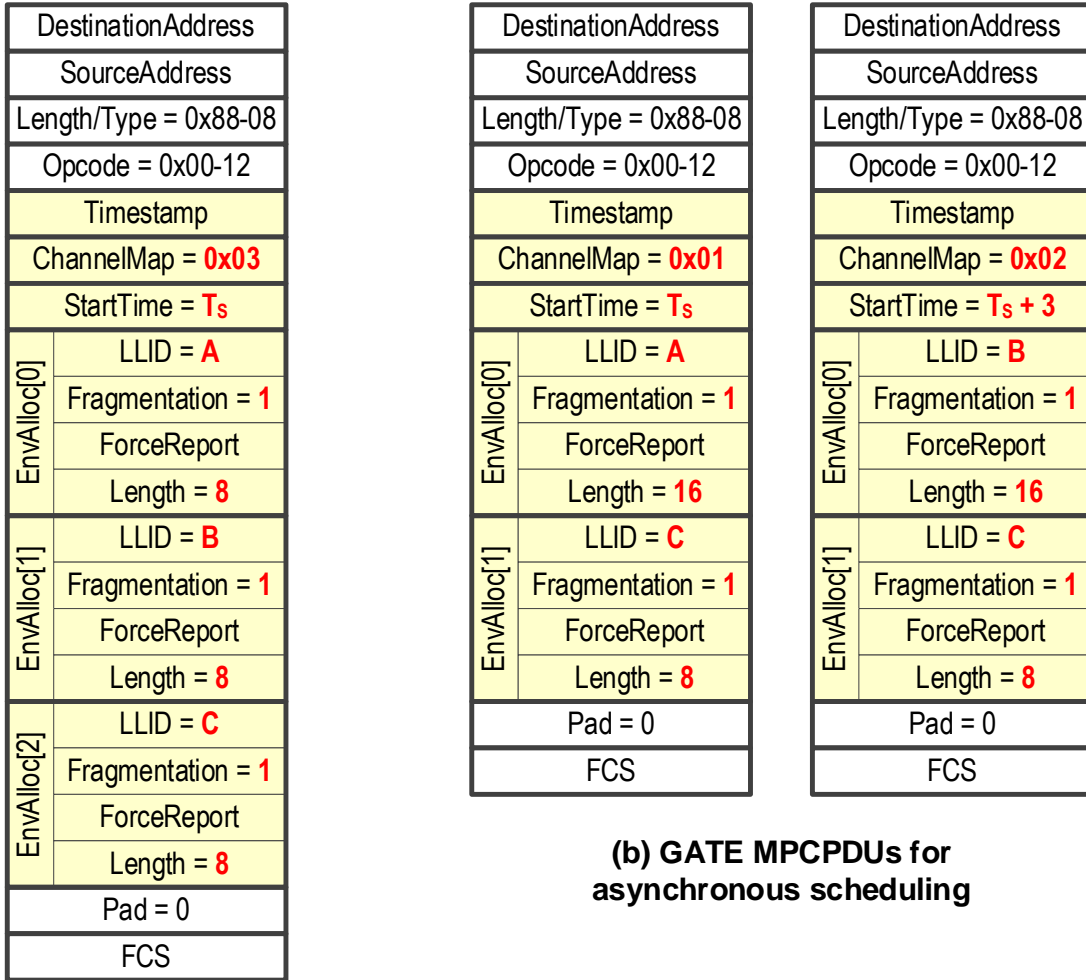 DestinationAddress
SourceAddress
Length/Type = 0x88-08
Opcode = 0x00-12
Timestamp
ChannelMap = 0x03
StartTime = Ts
EnvAlloc[0]
LLID = A
Fragmentation = 1
ForceReport
Length = 8
EnvAlloc[1]
LLID = B
Fragmentation = 1
ForceReport
Length = 8
EnvAlloc[2]
LLID = C
Fragmentation = 1
ForceReport
Length = 8
Pad = 0
FCS
DestinationAddress
SourceAddress
Length/Type = 0x88-08
Opcode = 0x00-12
Timestamp
ChannelMap = 0x01
StartTime = Ts
EnvAlloc[0]
LLID = A
Fragmentation = 1
ForceReport
Length = 16
EnvAlloc[1]
LLID = C
Fragmentation = 1
ForceReport
Length = 8
Pad = 0
FCS
DestinationAddress
SourceAddress
Length/Type = 0x88-08
Opcode = 0x00-12
Timestamp
ChannelMap = 0x02
StartTime = Ts + 3
EnvAlloc[0]
LLID = B
Fragmentation = 1
ForceReport
Length = 16
EnvAlloc[1]
LLID = C
Fragmentation = 1
ForceReport
Length = 8
Pad = 0
FCS
(b) GATE MPCPDUs for
asynchronous scheduling